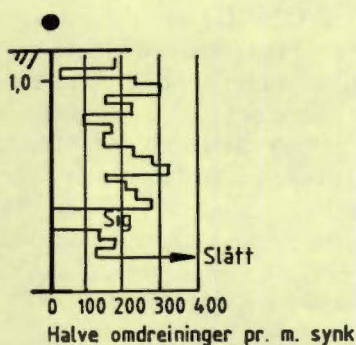 1,0
Sig
Slått
0 100 200 300 400
Halve omdreininger pr. m. synk